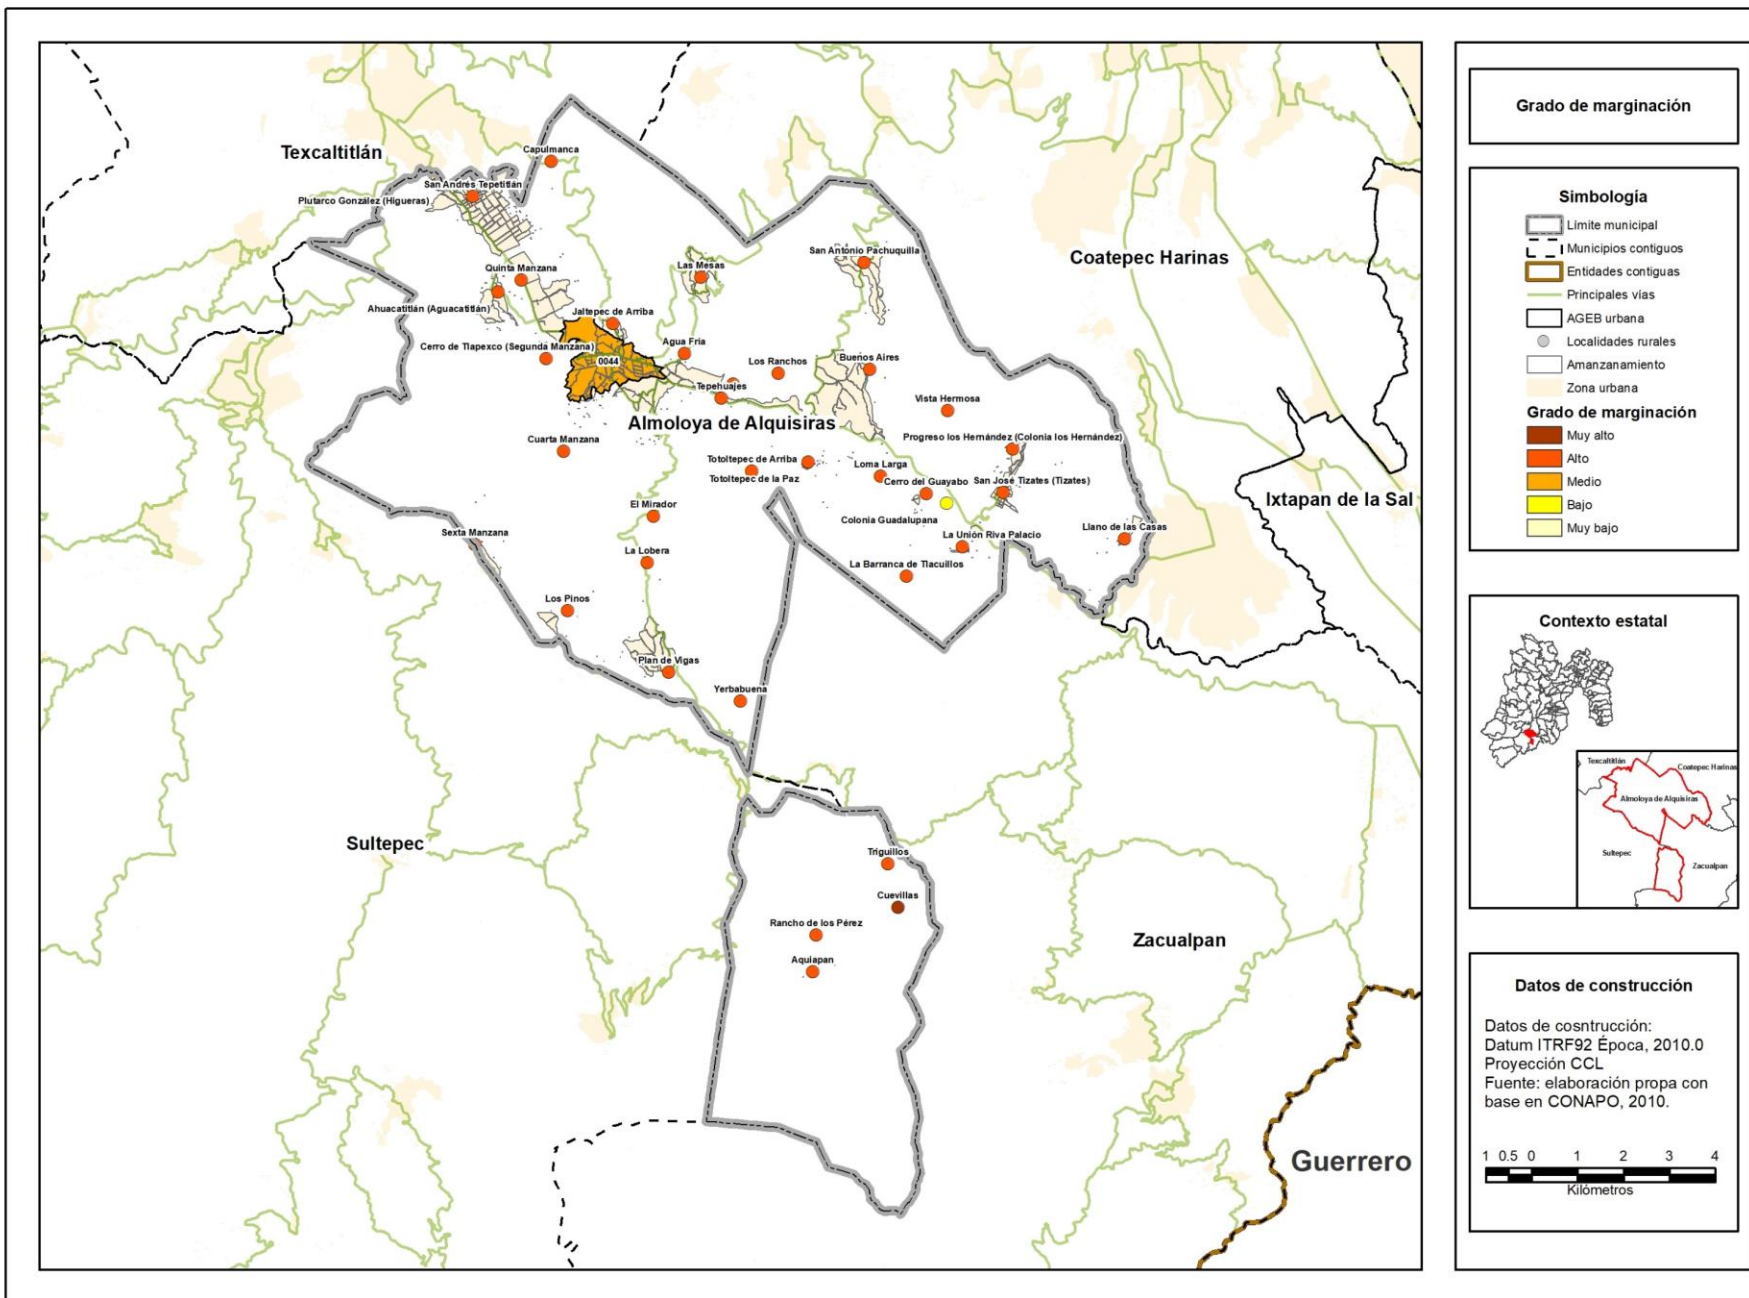 Texcaltitlán
Capulmanca
San Andrés Tepetitlán
Plutarco González (Higueras)
San Antonio Pachuquilla
Coatepec Harinas
Las Mesas
Quinta Manzana
Ahuacatitlán (Aguacatitlán)
Jaltepec de Arriba
Cerro de Tlapexco (Segunda Manzana)
Agua Fría
0044
Los Ranchos
Buenos Aires
Tepehuajes
Vista Hermosa
Almoloya de Alquisiras
Cuarta Manzana
Progreso los Hernández (Colonia los Hernández)
Totoltepec de Arriba
Totoltepec de la Paz
Loma Larga
Cerro del Guayabo
San José Tizates (Tizates)
Ixtapan de la Sal
El Mirador
Colonia Guadalupana
Llano de las Casas
Sexta Manzana
La Unión Riva Palacio
La Lobera
La Barranca de Tlacuillos
Los Pinos
Plan de Vigas
Yerbabuena
Sultepec
Triguillos
Cuevillas
Rancho de los Pérez
Zacualpan
Aquiapan
Guerrero
Grado de marginación
Simbología
Límite municipal
Municipios contiguos
Entidades contiguas
Principales vías
AGEB urbana
Localidades rurales
Amanzanamiento
Zona urbana
Grado de marginación
Muy alto
Alto
Medio
Bajo
Muy bajo
Contexto estatal
Texcaltitlán
Coatepec Harinas
Almoloya de Alquisiras
Sultepec
Zacualpan
Datos de construcción
Datos de cosntrucción:
Datum ITRF92 Época, 2010.0
Proyección CCL
Fuente: elaboración propa con
base en CONAPO, 2010.
1 0.5 0 1 2 3 4
Kilómetros